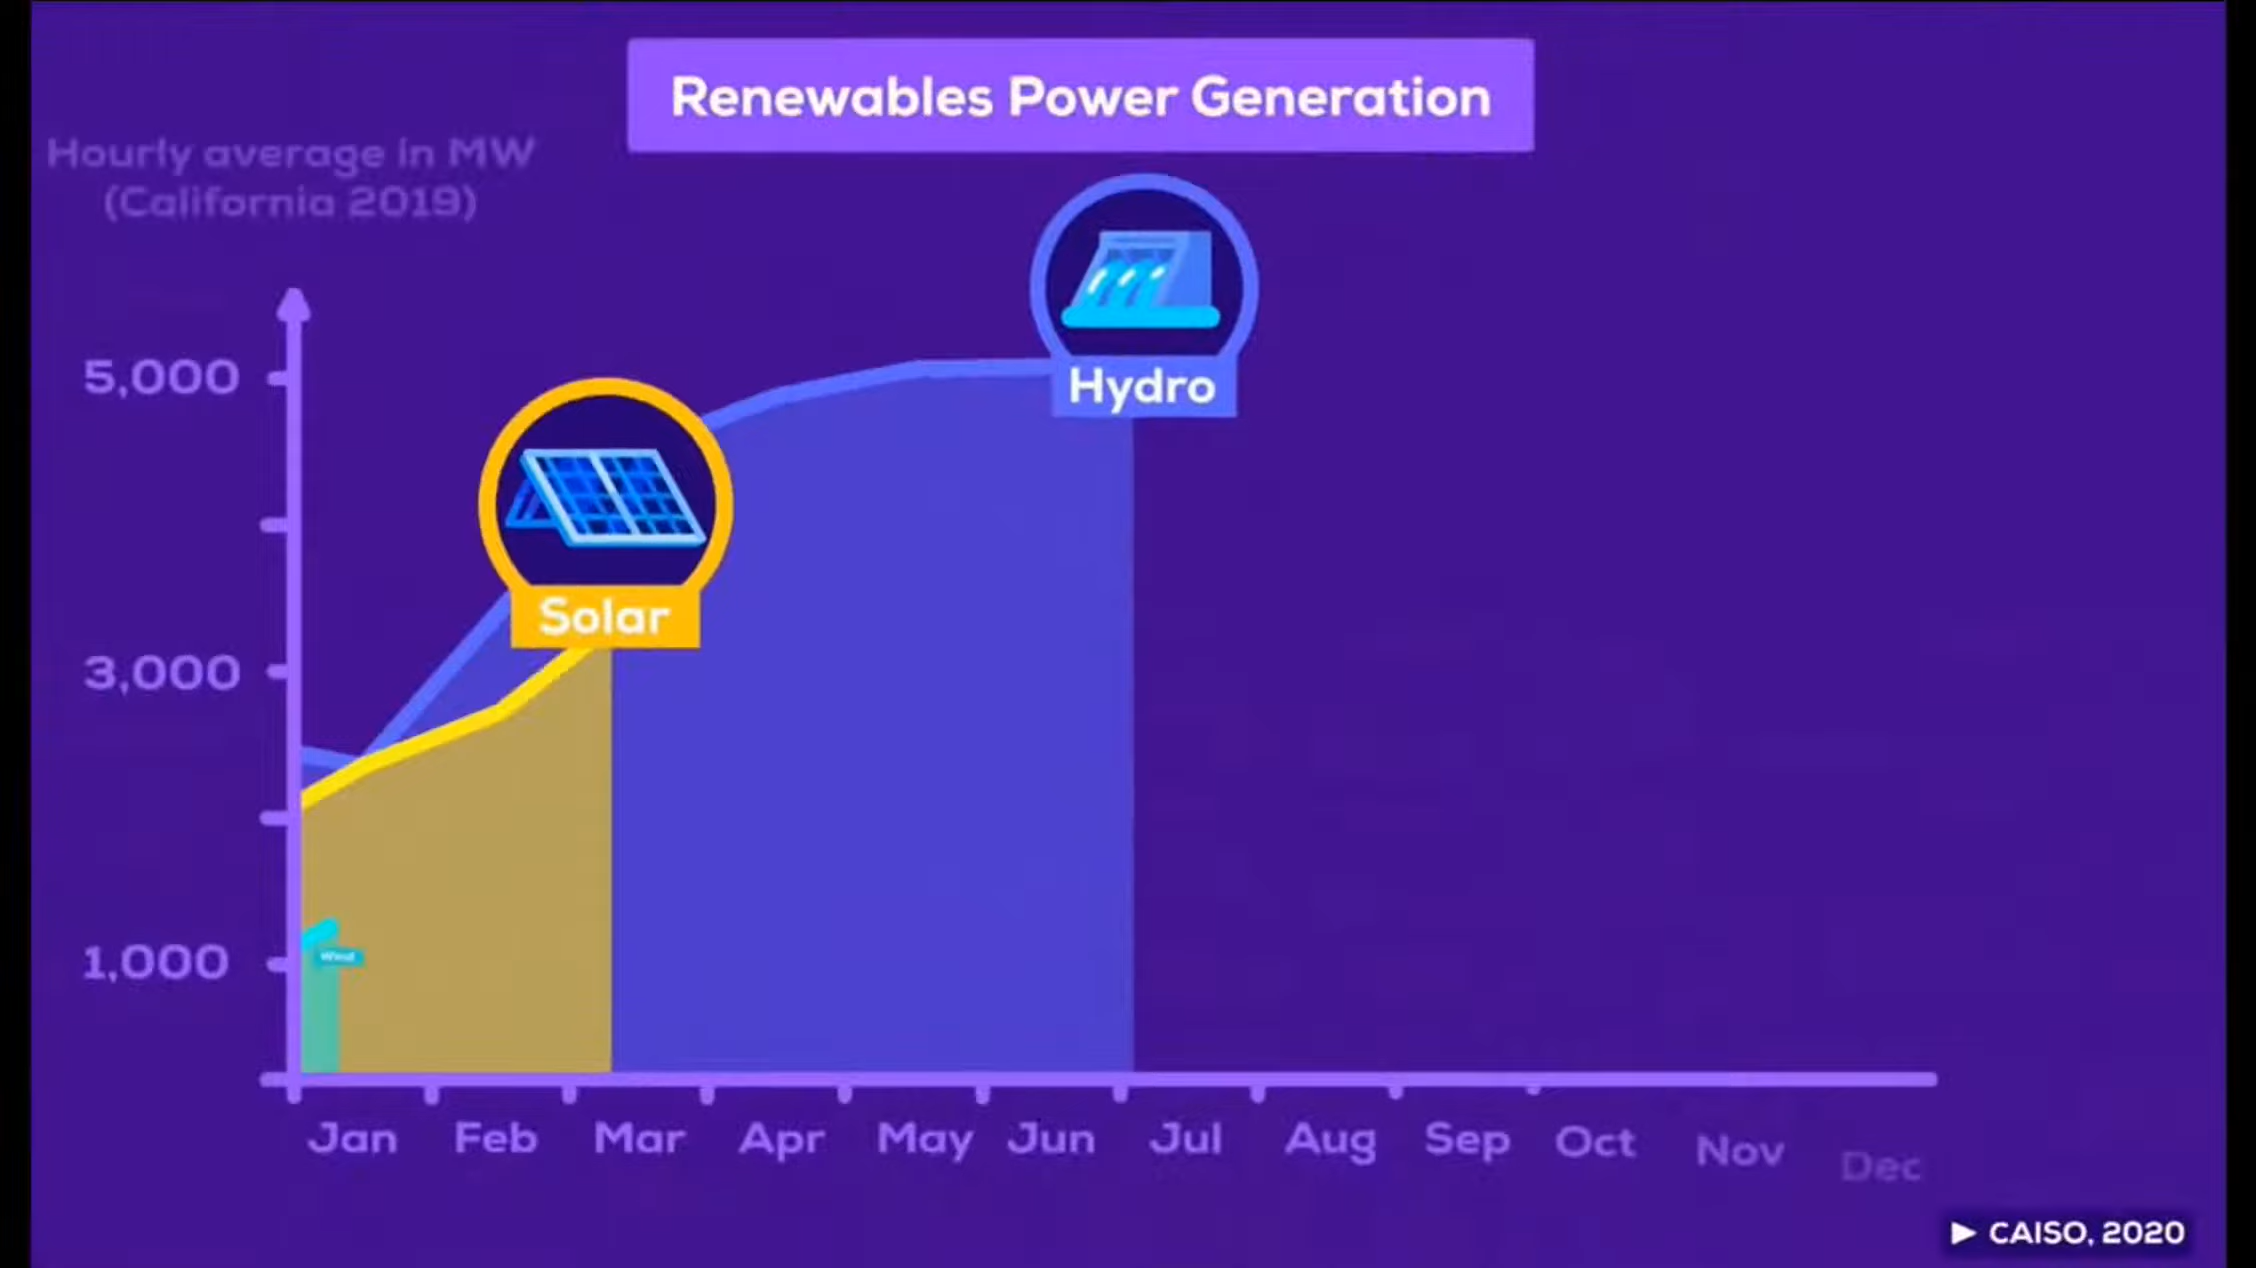 Renewables Power Generation
Hourly average in MW
(California 2019)
Hydro
5,000
Solar
3,000
Wind
1,000
Jan Feb Mar Apr May Jun Jul Aug Sep Oct Nov Dec
▶ CAISO, 2020